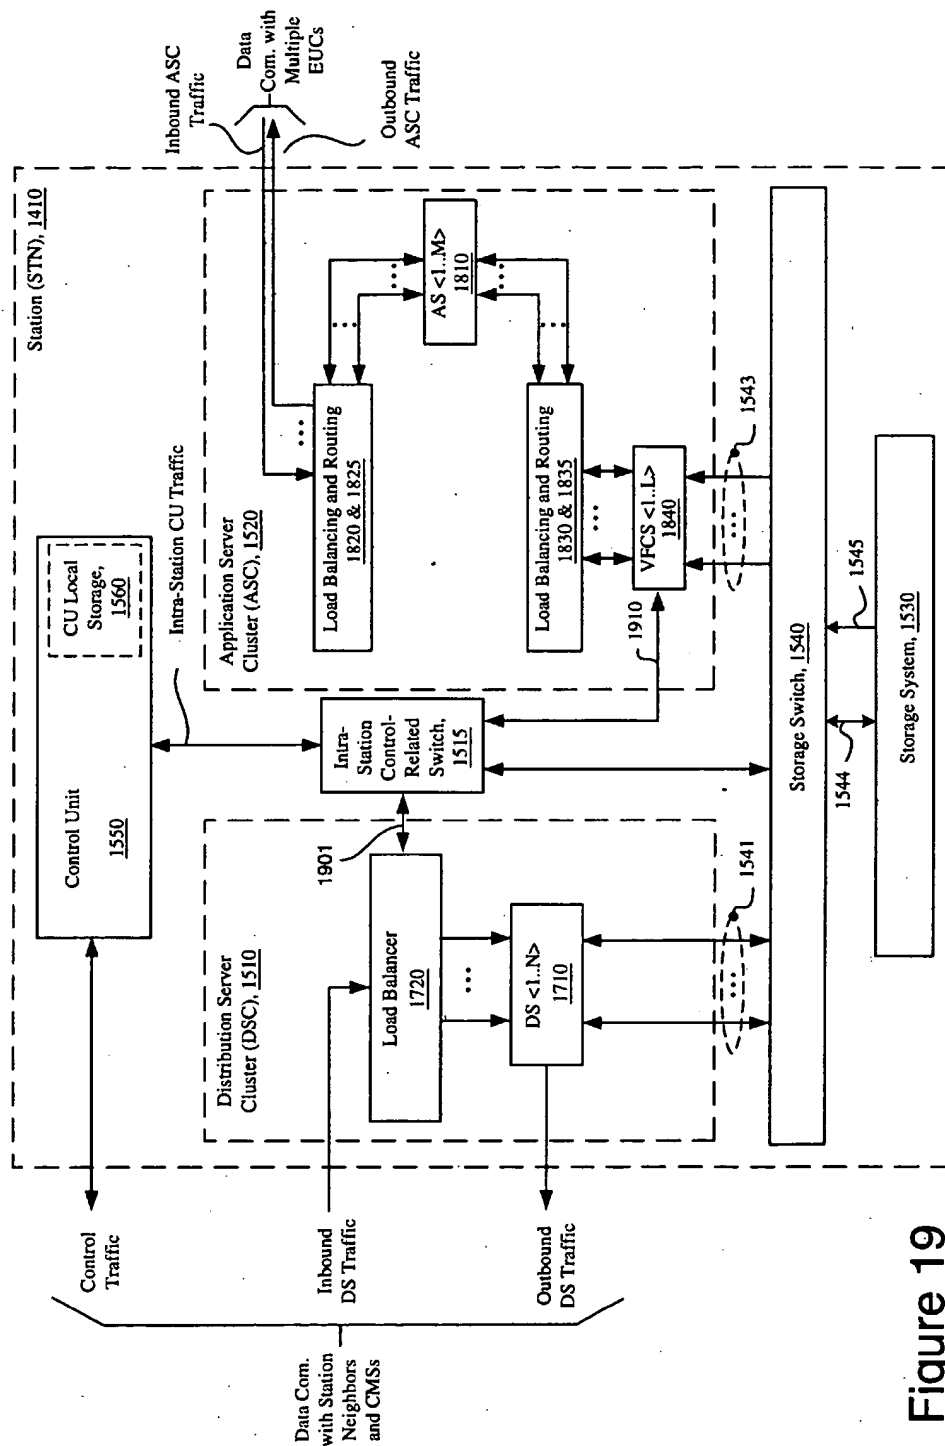 Station (STN), 1410
Control Unit
1550
CU Local
Storage,
1560
Control
Traffic
Intra-Station CU Traffic
Data Com.
with Station
Neighbors
and CMSs
Inbound
DS Traffic
Outbound
DS Traffic
Distribution Server
Cluster (DSC), 1510
Load Balancer
1720
DS <1..N>
1710
1901
Intra-
Station
Control-
Related
Switch,
1515
Application Server
Cluster (ASC), 1520
Load Balancing and Routing
1820 & 1825
AS <1..M>
1810
Load Balancing and Routing
1830 & 1835
VFCS <1..L>
1840
1910
Inbound ASC
Traffic
Data
Com. with
Multiple
EUCs
Outbound
ASC Traffic
1541
1543
Storage Switch, 1540
1544
1545
Storage System, 1530
Figure 19